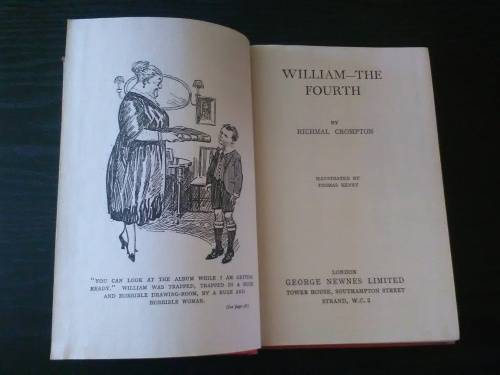 "YOU CAN LOOK AT THE ALBUM WHILE I AM GETTING
READY." WILLIAM WAS TRAPPED, TRAPPED IN A HUGE
AND HORRIBLE DRAWING-ROOM, BY A HUGE AND
HORRIBLE WOMAN.
(See page
WILLIAM—THE
FOURTH
BY
RICHMAL CROMPTON
ILLUSTRATED BY
THOMAS HENRY
LONDON
GEORGE NEWNES LIMITED
TOWER HOUSE, SOUTHAMPTON STREET
STRAND, W.C. 2